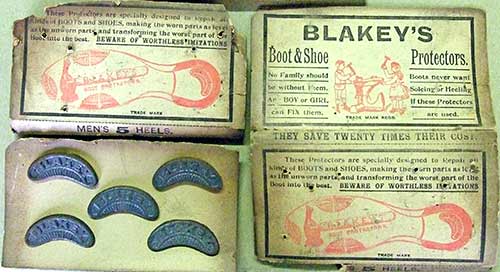 These Protectors are specially designed to Repair all
kinds of BOOTS and SHOES, making the worn parts as level
as the unworn parts and transforming the worst part of the
Boot into the best. BEWARE OF WORTHLESS IMITATIONS
BOOT PROTECTORS.
TRADE MARK
MEN'S 5 HEELS.
BLAKEY'S
Boot & Shoe Protectors.
No Family should
be without them.
Any BOY or GIRL
can FIX them.
TRADE MARK REGD.
Boots never want
Soleing or Heeling
if these Protectors
are used.
THEY SAVE TWENTY TIMES THEIR COST.
These Protectors are specially designed to Repair all
kinds of BOOTS and SHOES, making the worn parts as level
as the unworn parts, and transforming the worst part of the
Boot into the best. BEWARE OF WORTHLESS IMITATIONS
BLAKEY'S
BOOT PROTECTORS.
TRADE MARK
5 HEELS